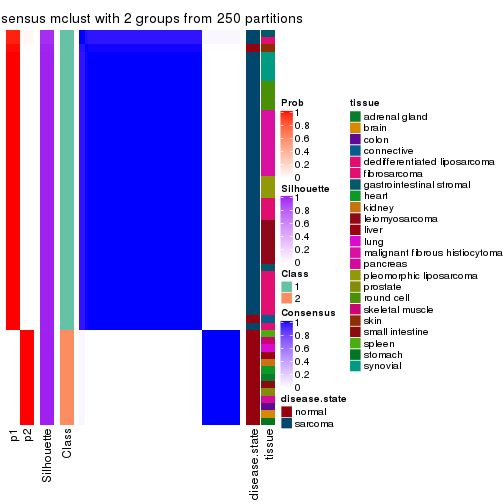 sensus mclust with 2 groups from 250 partitions
Prob
1
0.8
0.6
0.4
0.2
0
Silhouette
1
0.8
0.6
0.4
0.2
0
Class
1
2
Consensus
1
0.8
0.6
0.4
0.2
0
disease.state
normal
sarcoma
tissue
adrenal gland
brain
colon
connective
dedifferentiated liposarcoma
fibrosarcoma
gastrointestinal stromal
heart
kidney
leiomyosarcoma
liver
lung
malignant fibrous histiocytoma
pancreas
pleomorphic liposarcoma
prostate
round cell
skeletal muscle
skin
small intestine
spleen
stomach
synovial
p1
p2
Silhouette
Class
disease.state
tissue